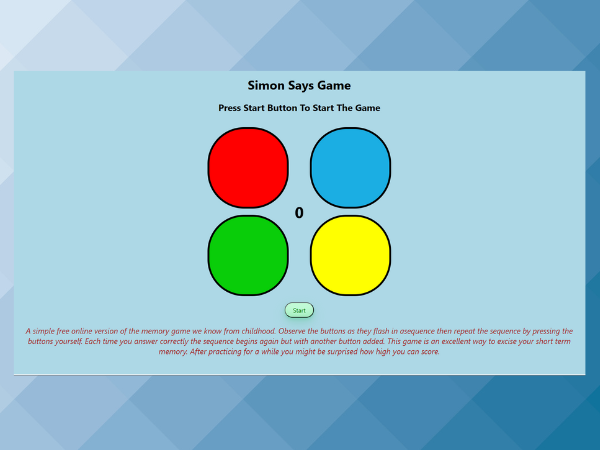 Simon Says Game
Press Start Button To Start The Game
0
Start
A simple free online version of the memory game we know from childhood. Observe the buttons as they flash in asequence then repeat the sequence by pressing the
buttons yourself. Each time you answer correctly the sequence begins again but with another button added. This game is an excellent way to excise your short term
memory. After practicing for a while you might be surprised how high you can score